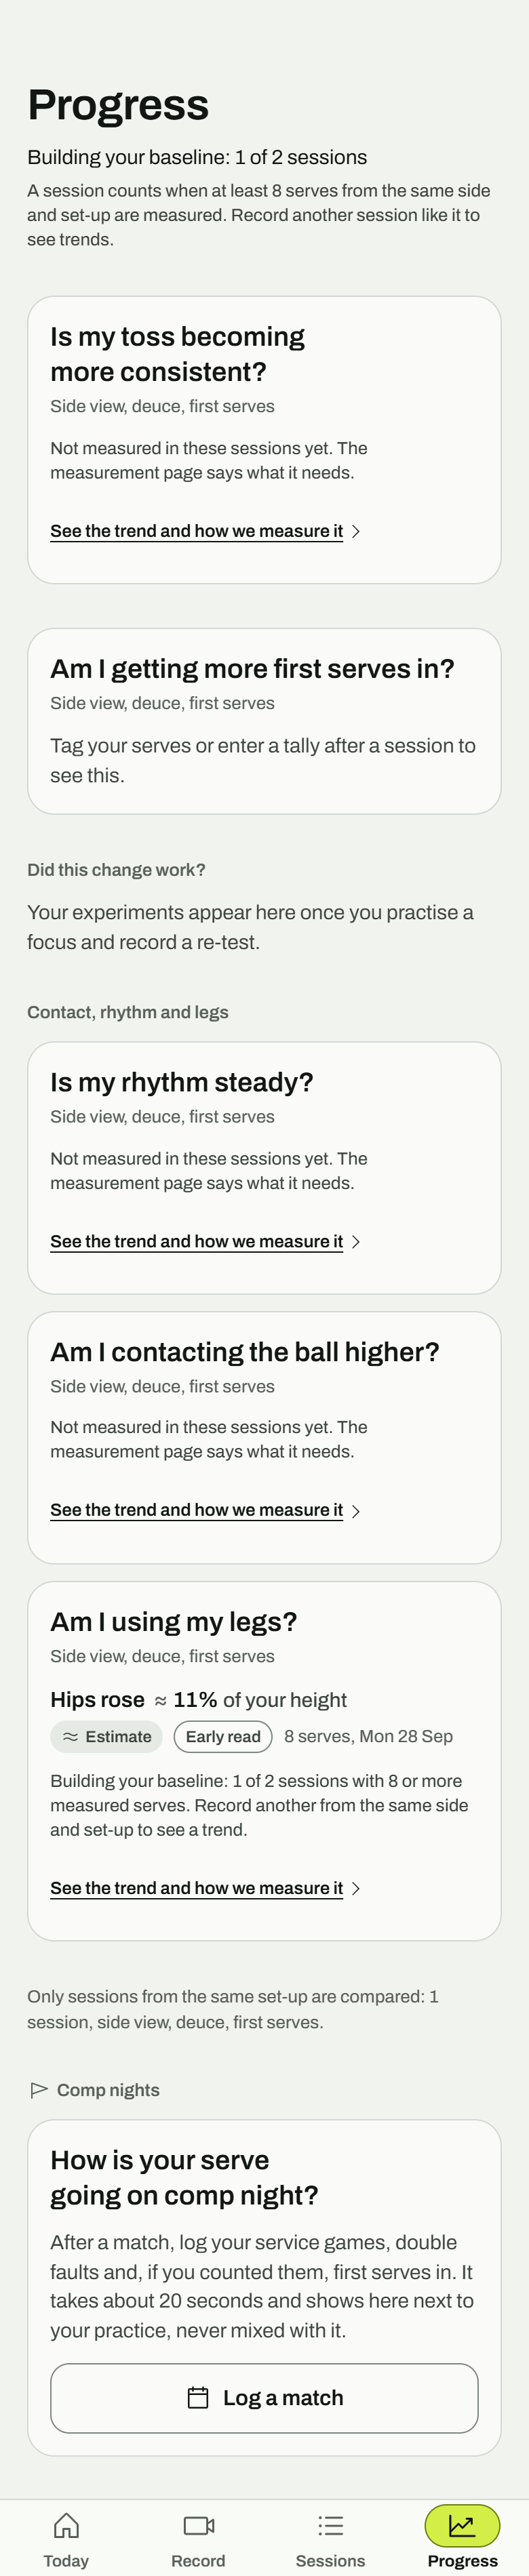 Progress
Building your baseline: 1 of 2 sessions
A session counts when at least 8 serves from the same side
and set-up are measured. Record another session like it to
see trends.
Is my toss becoming
more consistent?
Side view, deuce, first serves
Not measured in these sessions yet. The
measurement page says what it needs.
See the trend and how we measure it
Am I getting more first serves in?
Side view, deuce, first serves
Tag your serves or enter a tally after a session to
see this.
Did this change work?
Your experiments appear here once you practise a
focus and record a re-test.
Contact, rhythm and legs
Is my rhythm steady?
Side view, deuce, first serves
Not measured in these sessions yet. The
measurement page says what it needs.
See the trend and how we measure it
Am I contacting the ball higher?
Side view, deuce, first serves
Not measured in these sessions yet. The
measurement page says what it needs.
See the trend and how we measure it
Am I using my legs?
Side view, deuce, first serves
Hips rose ≈ 11% of your height
Estimate Early read 8 serves, Mon 28 Sep
Building your baseline: 1 of 2 sessions with 8 or more
measured serves. Record another from the same side
and set-up to see a trend.
See the trend and how we measure it
Only sessions from the same set-up are compared: 1
session, side view, deuce, first serves.
Comp nights
How is your serve
going on comp night?
After a match, log your service games, double
faults and, if you counted them, first serves in. It
takes about 20 seconds and shows here next to
your practice, never mixed with it.
Log a match
Today Record Sessions Progress